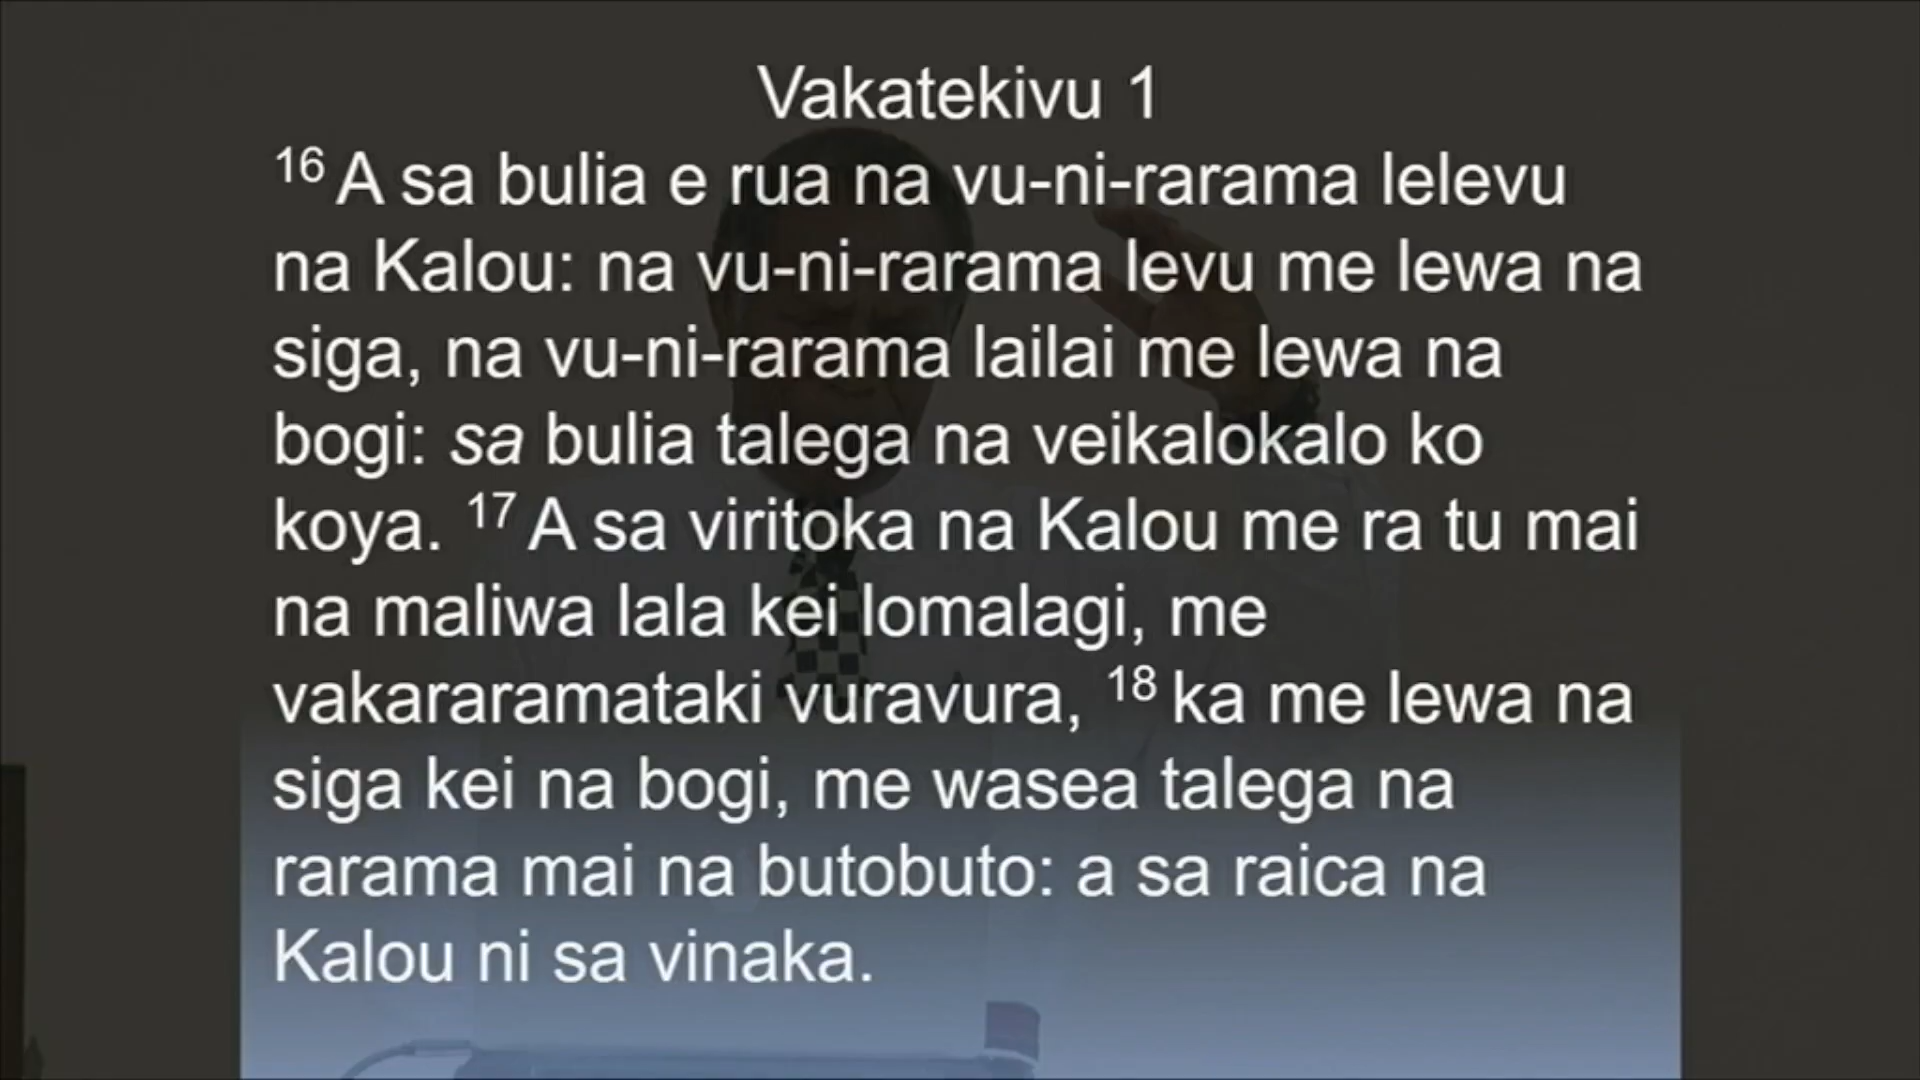 Vakatekivu 1
16 A sa bulia e rua na vu-ni-rarama lelevu
na Kalou: na vu-ni-rarama levu me lewa na
siga, na vu-ni-rarama lailai me lewa na
bogi: sa bulia talega na veikalokalo ko
koya. 17 A sa viritoka na Kalou me ra tu mai
na maliwa lala kei lomalagi, me
vakararamataki vuravura, 18 ka me lewa na
siga kei na bogi, me wasea talega na
rarama mai na butobuto: a sa raica na
Kalou ni sa vinaka.